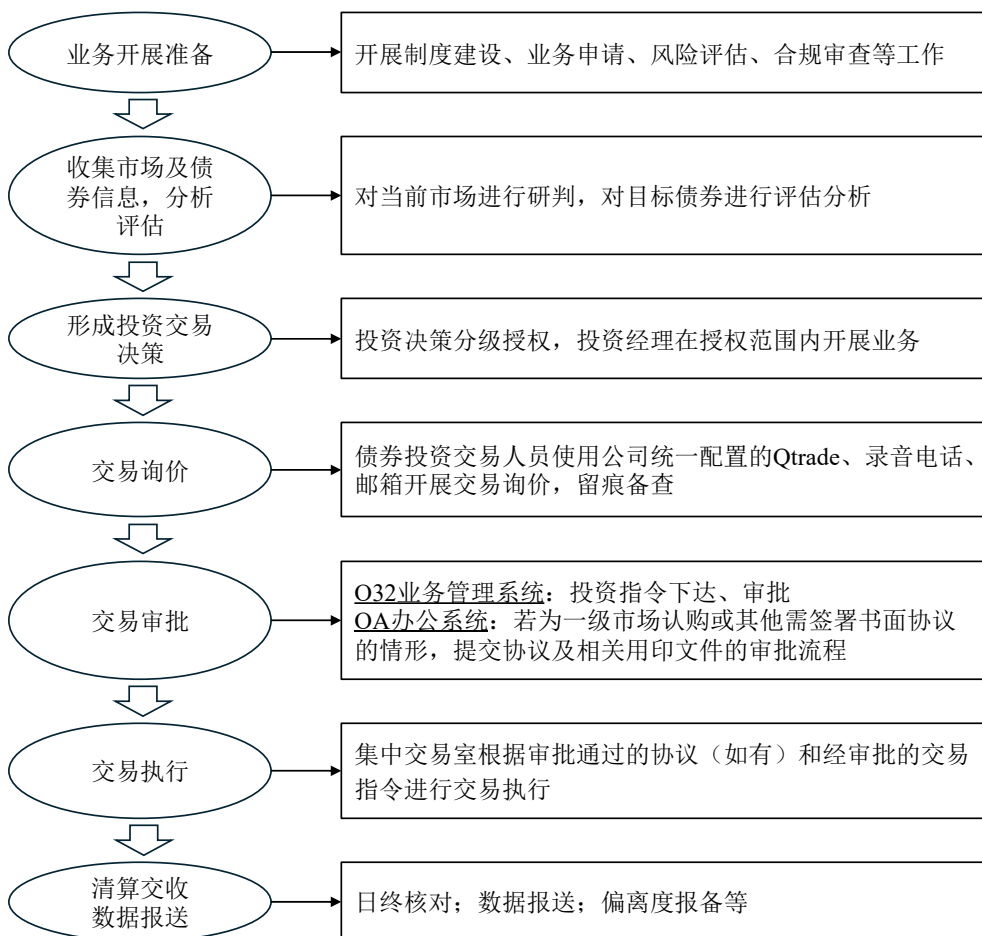 业务开展准备
开展制度建设、业务申请、风险评估、合规审查等工作
收集市场及债
券信息，分析
评估
对当前市场进行研判，对目标债券进行评估分析
形成投资交易
决策
投资决策分级授权，投资经理在授权范围内开展业务
交易询价
债券投资交易人员使用公司统一配置的Qtrade、录音电话、
邮箱开展交易询价，留痕备查
交易审批
O32业务管理系统：投资指令下达、审批
OA办公系统：若为一级市场认购或其他需签署书面协议
的情形，提交协议及相关用印文件的审批流程
交易执行
集中交易室根据审批通过的协议（如有）和经审批的交易
指令进行交易执行
清算交收
数据报送
日终核对；数据报送；偏离度报备等